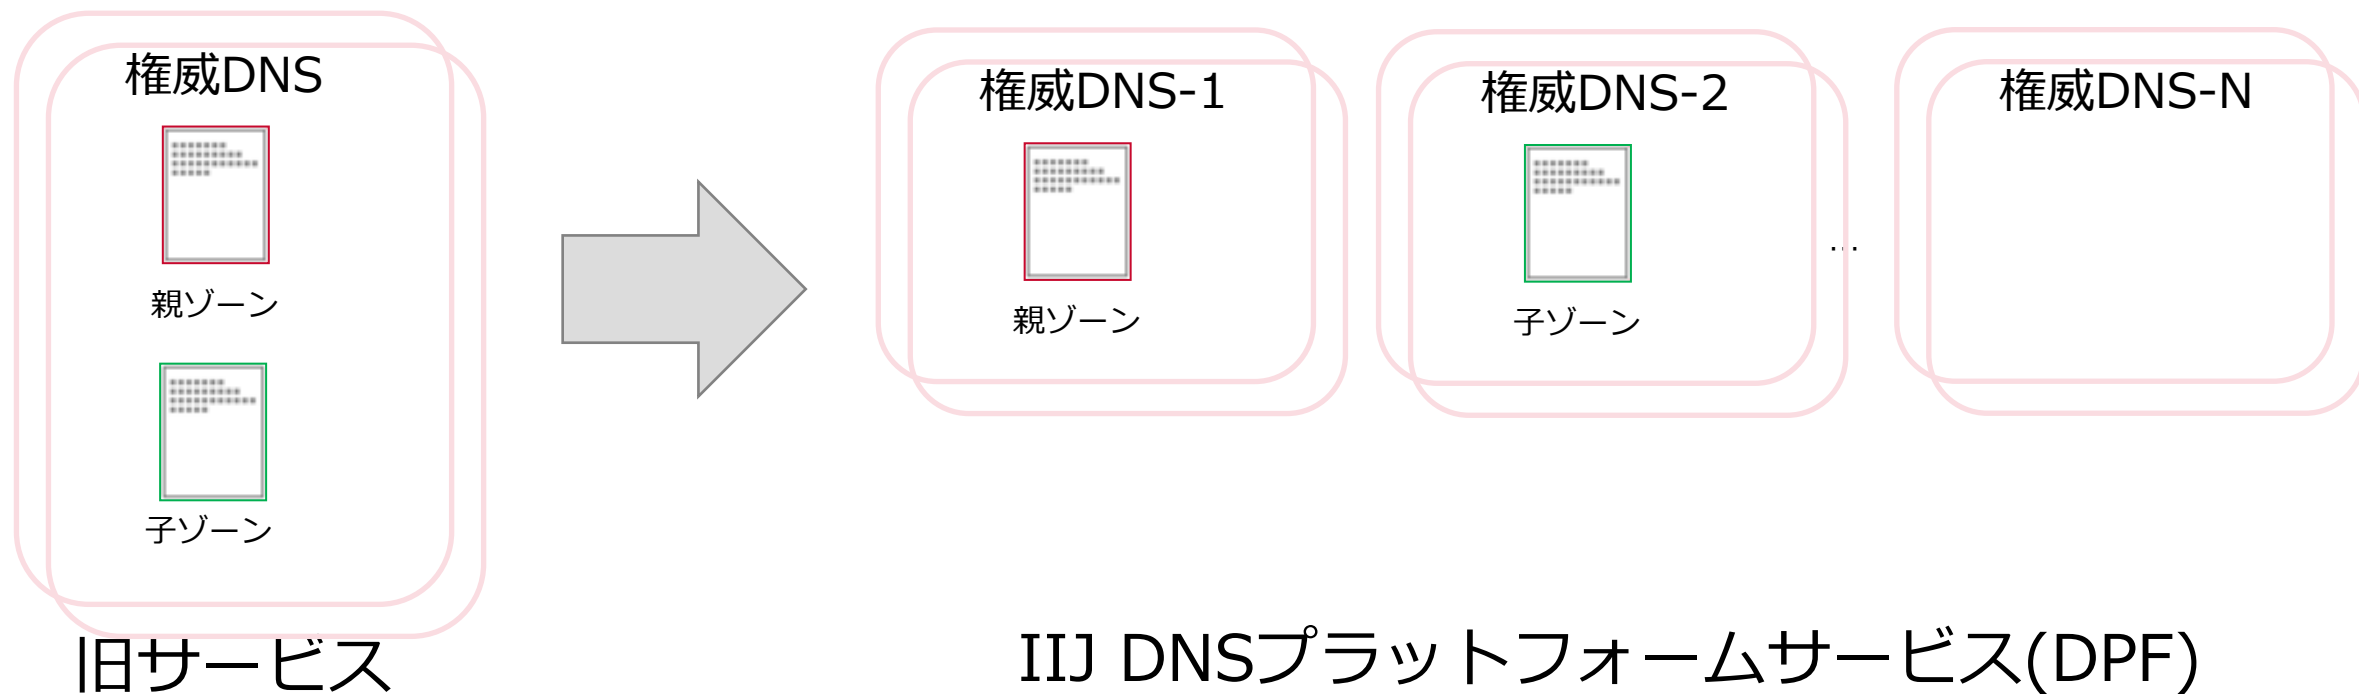 権威DNS
親ゾーン
子ゾーン
旧サービス
権威DNS-1
親ゾーン
権威DNS-2
子ゾーン
…
権威DNS-N
IIJ DNSプラットフォームサービス(DPF)